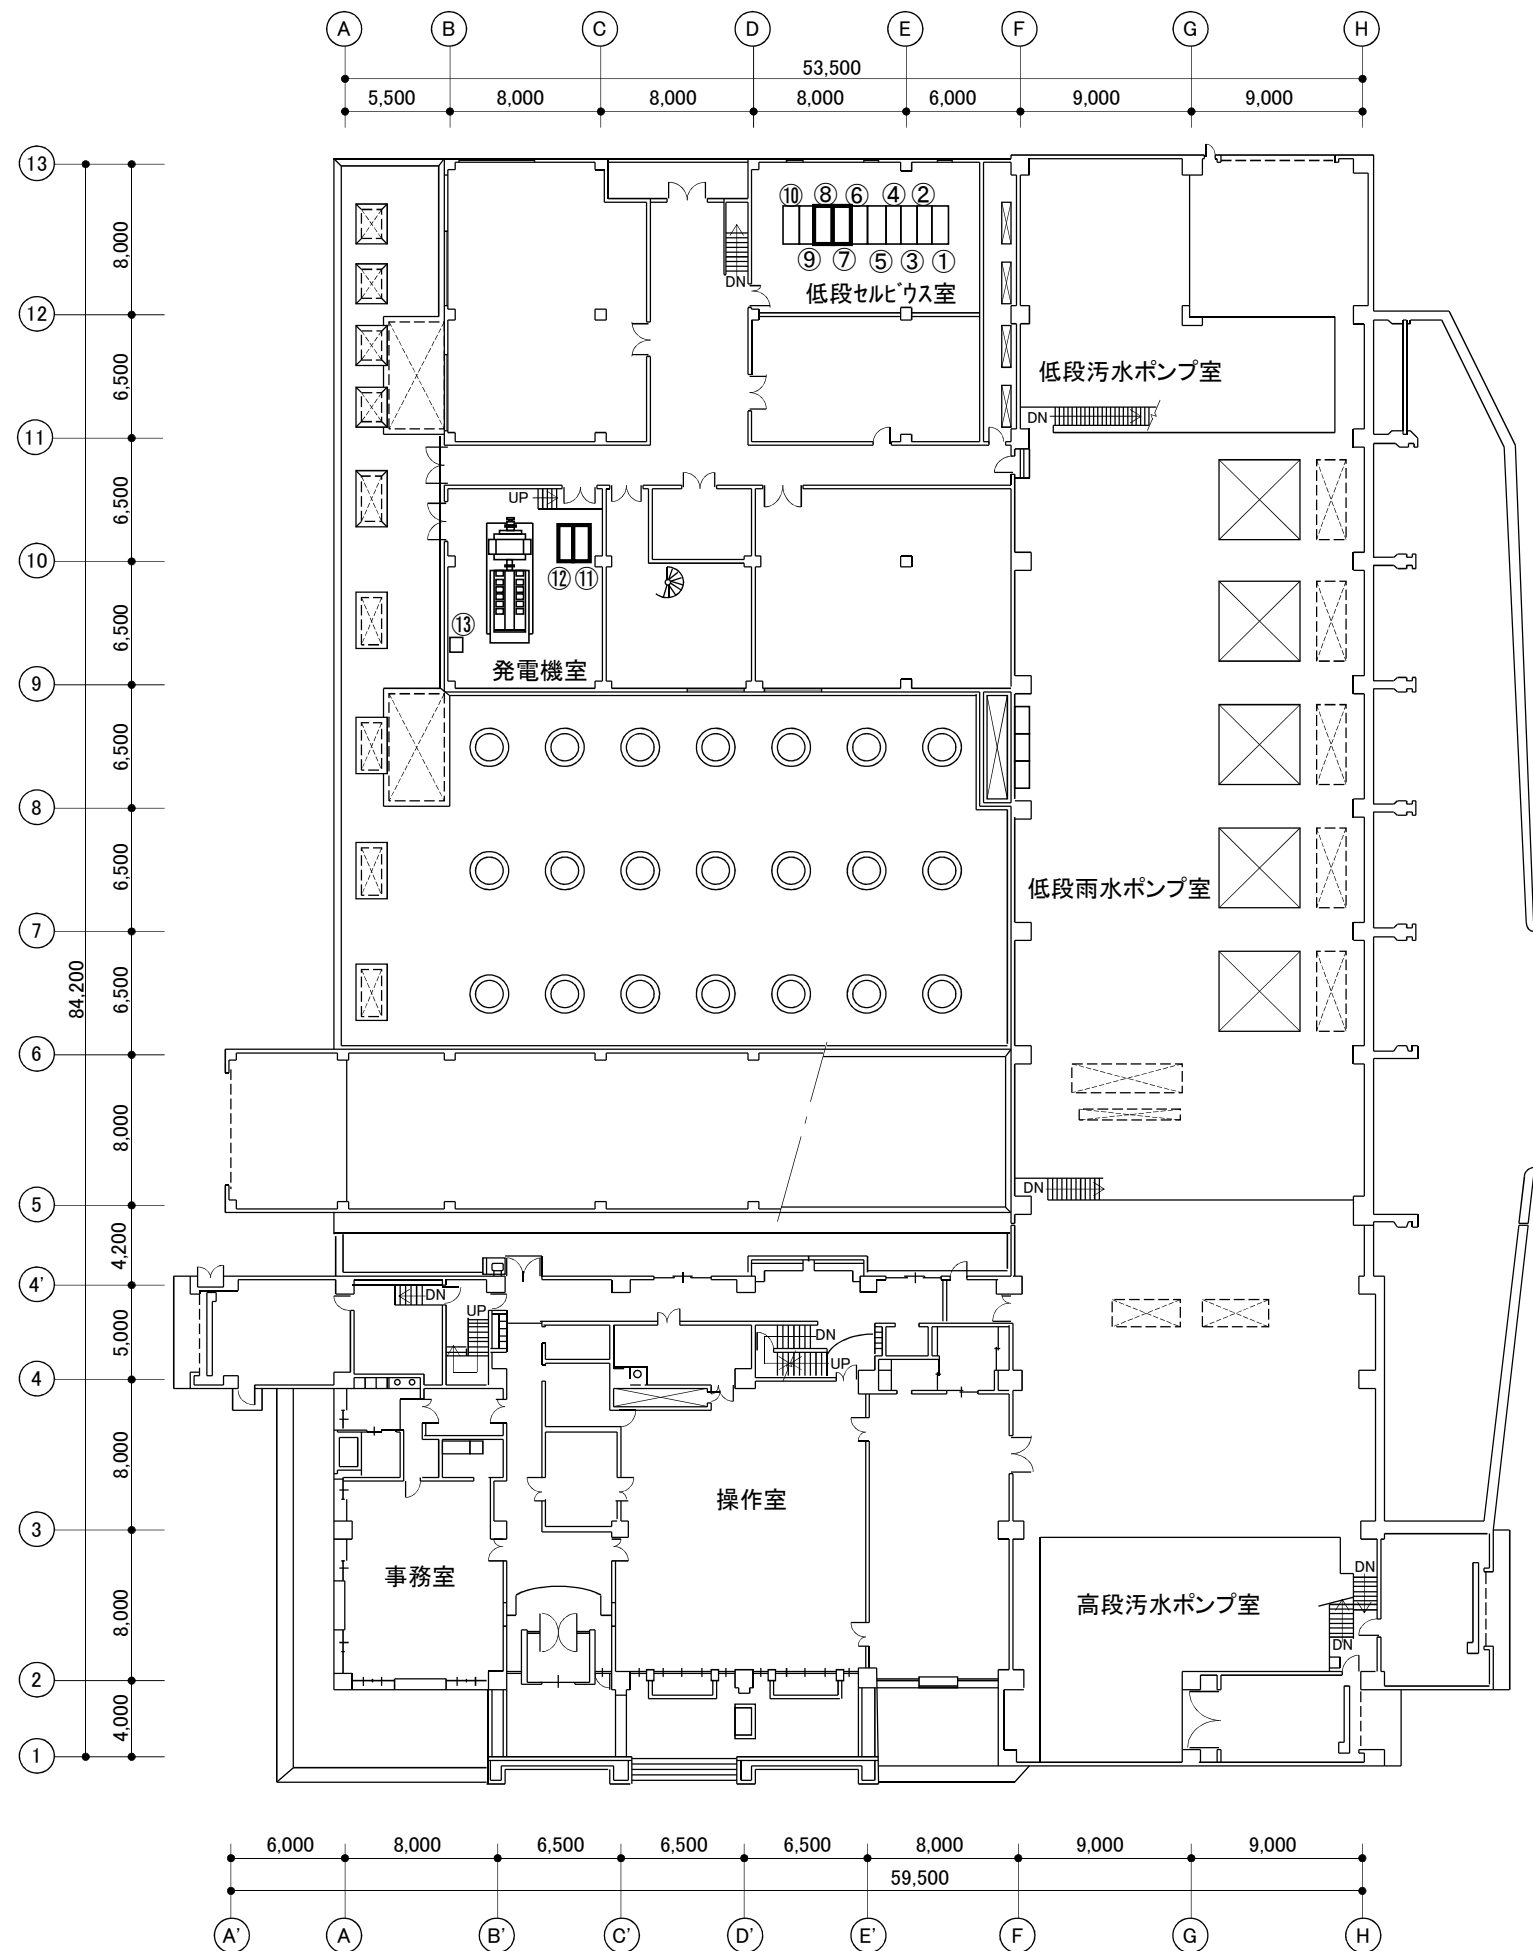 A B C D E F G H
53,500
5,500 8,000 8,000 8,000 6,000 9,000 9,000
13
8,000
⑩ ⑧ ⑥ ④ ②
⑨ ⑦ ⑤ ③ ①
DN
低段セルビウス室
12
6,500
低段汚水ポンプ室
DN
11
6,500
UP
10
⑫ ⑪
6,500
⑬
発電機室
9
6,500
8
6,500
低段雨水ポンプ室
7
84,200
6,500
6
8,000
DN
5
4,200
4'
DN
UP
DN
UP
5,000
4
8,000
操作室
3
事務室
DN
高段汚水ポンプ室
8,000
DN
2
4,000
1
6,000 8,000 6,500 6,500 6,500 8,000 9,000 9,000
59,500
A' A B' C' D' E' F G H